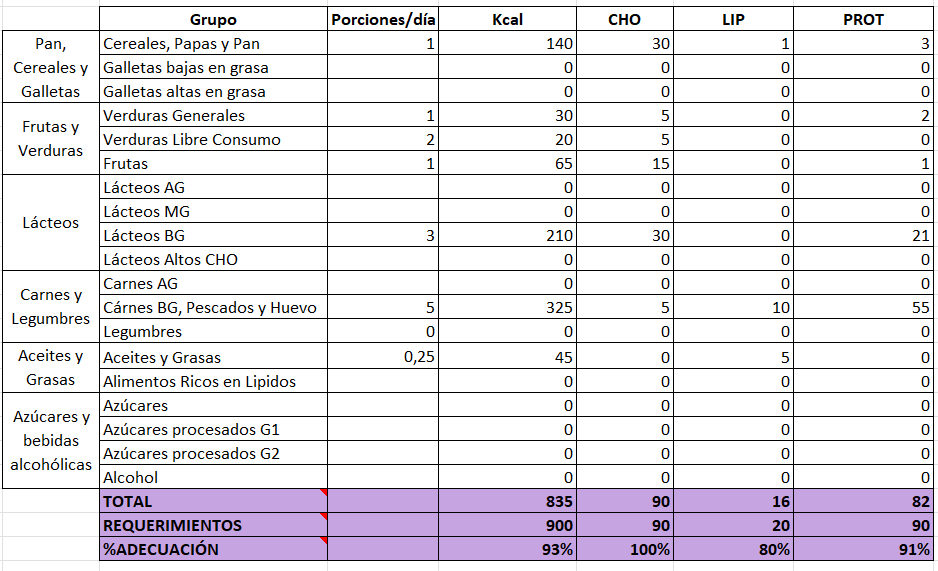 Grupo Porciones/día Kcal CHO LIP PROT
Pan, Cereales y Galletas
Cereales, Papas y Pan 1 140 30 1 3
Galletas bajas en grasa 0 0 0 0
Galletas altas en grasa 0 0 0 0
Frutas y Verduras
Verduras Generales 1 30 5 0 2
Verduras Libre Consumo 2 20 5 0 0
Frutas 1 65 15 0 1
Lácteos
Lácteos AG 0 0 0 0
Lácteos MG 0 0 0 0
Lácteos BG 3 210 30 0 21
Lácteos Altos CHO 0 0 0 0
Carnes y Legumbres
Carnes AG 0 0 0 0
Cárnes BG, Pescados y Huevo 5 325 5 10 55
Legumbres 0 0 0 0 0
Aceites y Grasas
Aceites y Grasas 0,25 45 0 5 0
Alimentos Ricos en Lipidos 0 0 0 0
Azúcares y bebidas alcohólicas
Azúcares 0 0 0 0
Azúcares procesados G1 0 0 0 0
Azúcares procesados G2 0 0 0 0
Alcohol 0 0 0 0
TOTAL 835 90 16 82
REQUERIMIENTOS 900 90 20 90
%ADECUACIÓN 93% 100% 80% 91%